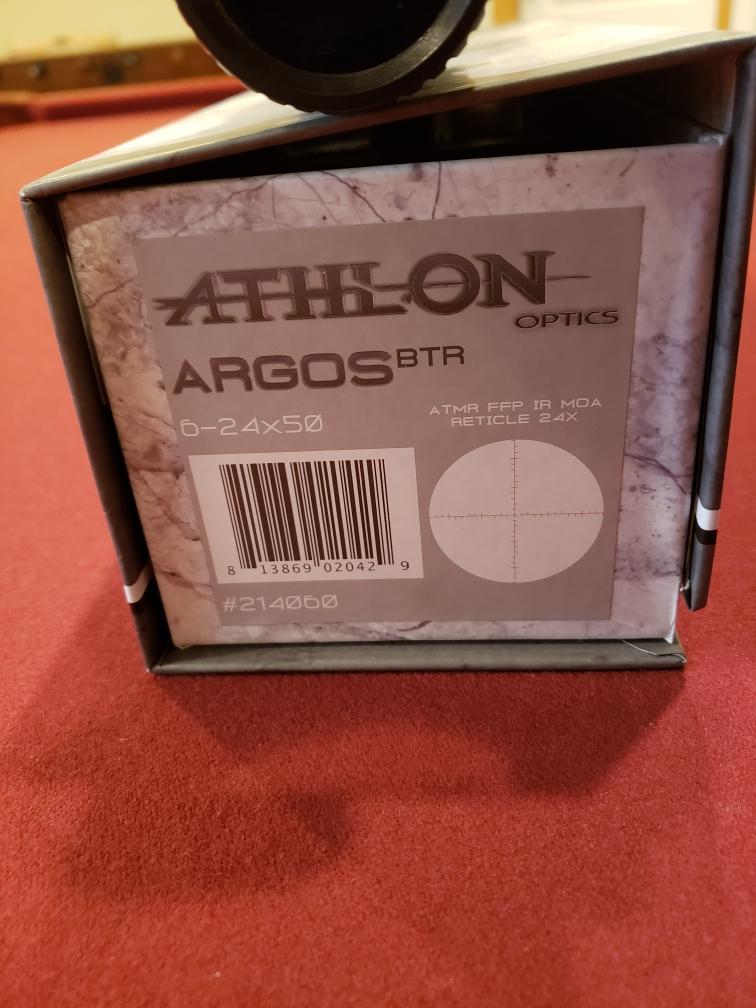 ATHLON
OPTICS
ARGOS BTR
6-24x50
ATMR FFP IR MOA
RETICLE 24X
8 13869 02042 9
#214060